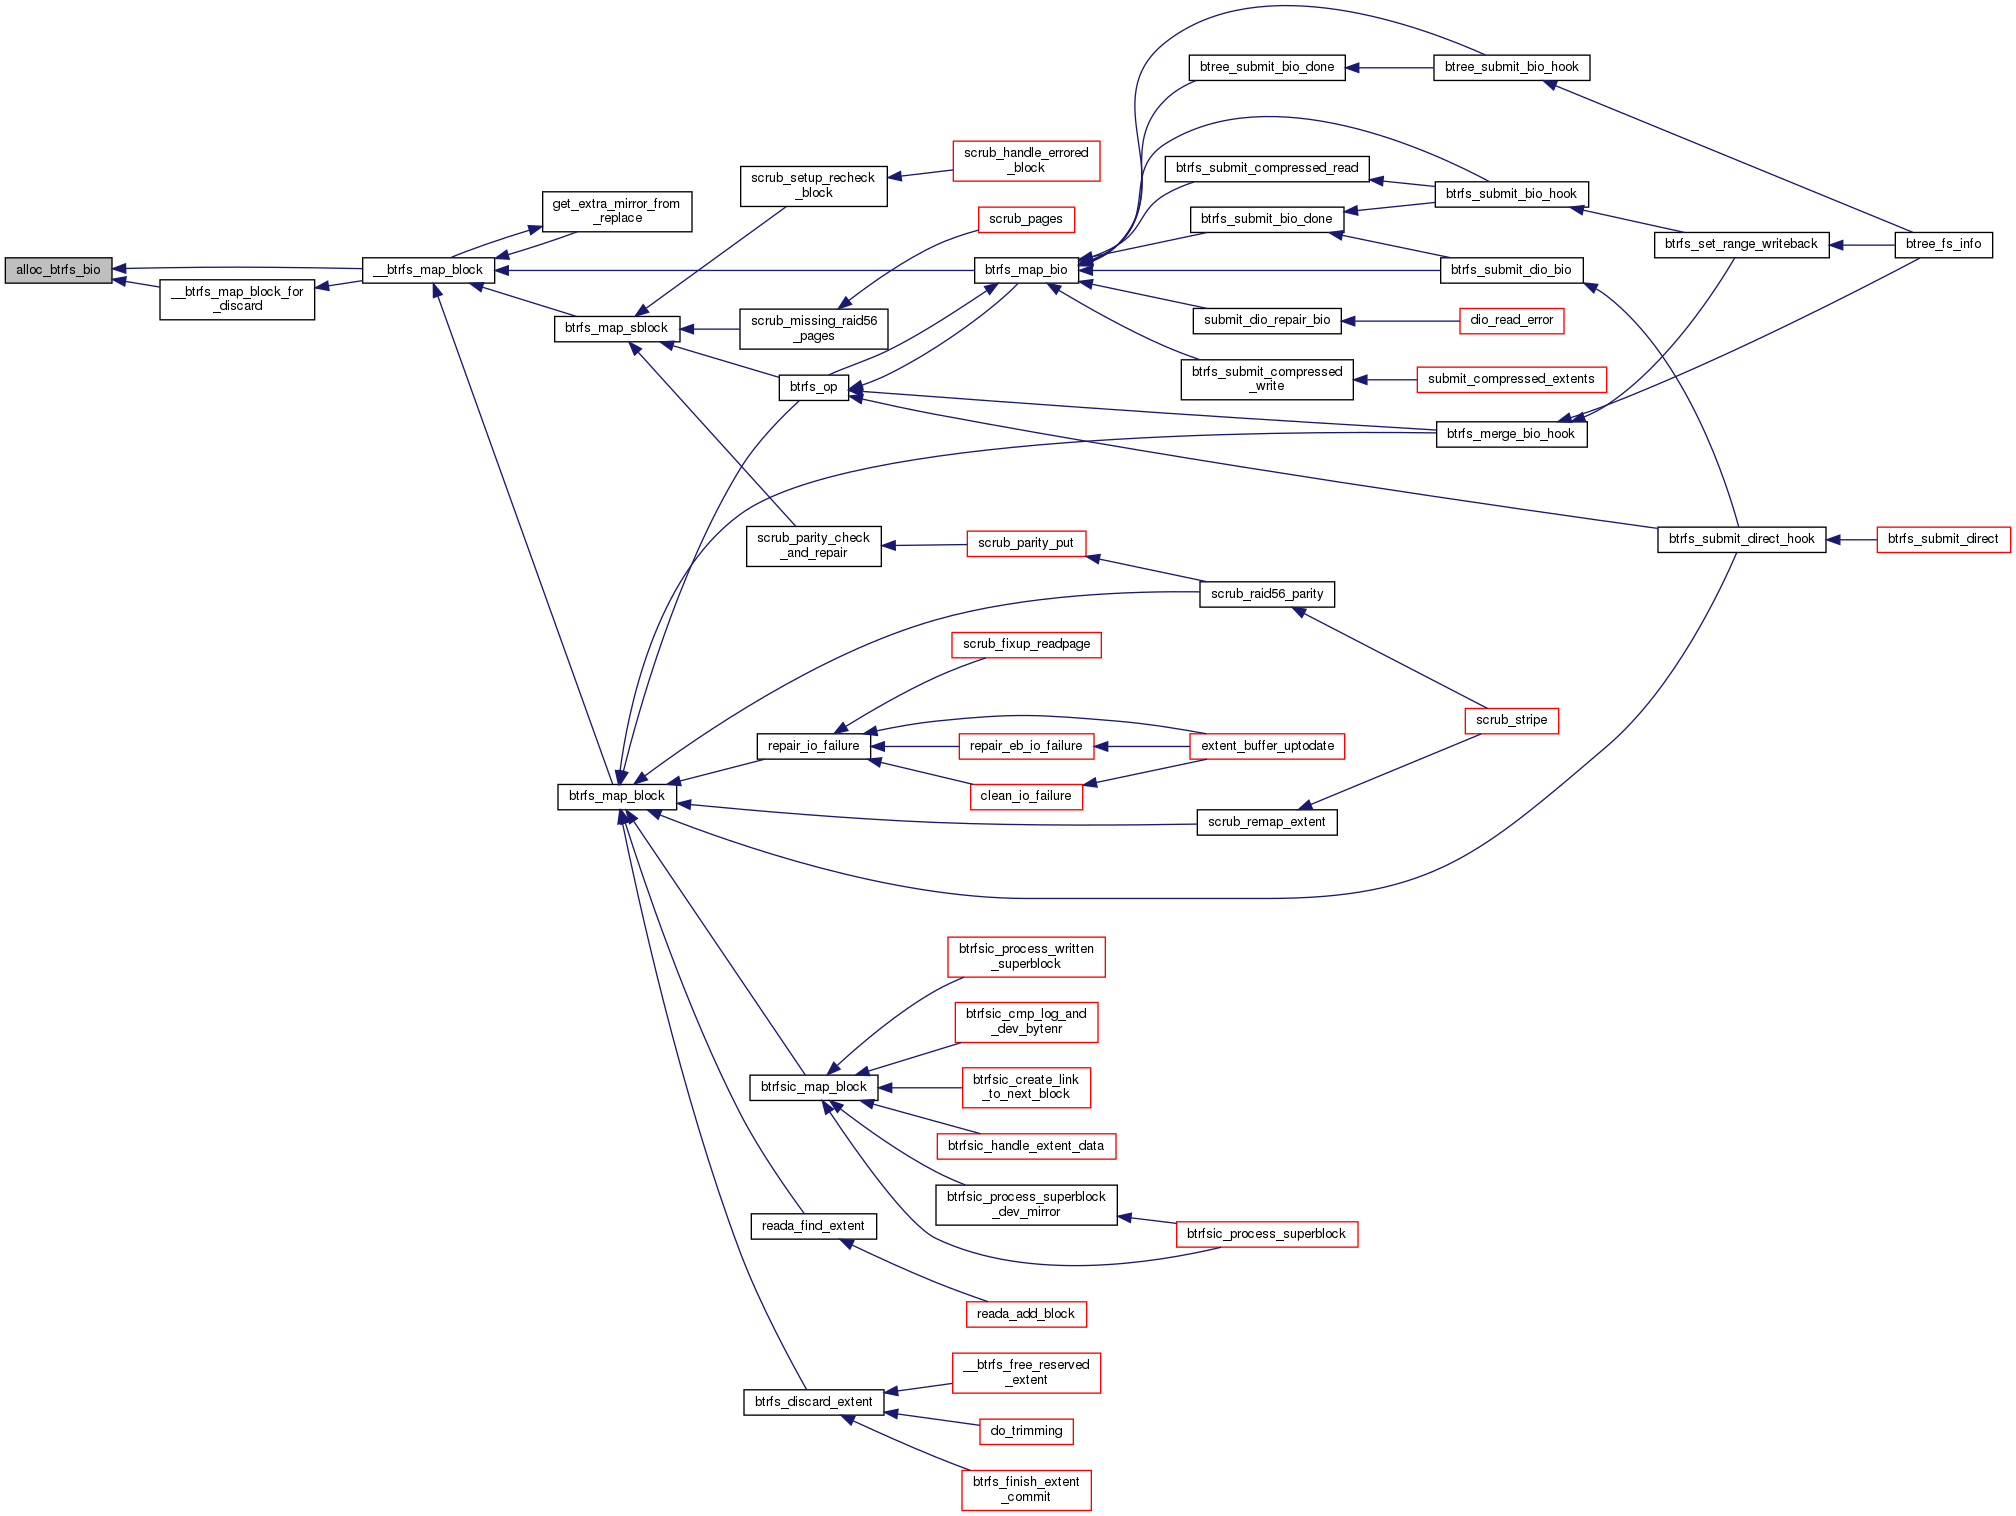 alloc_btrfs_bio
__btrfs_map_block_for
_discard
__btrfs_map_block
get_extra_mirror_from
_replace
btrfs_map_sblock
scrub_setup_recheck
_block
scrub_handle_errored
_block
scrub_missing_raid56
_pages
scrub_pages
btrfs_op
btrfs_map_bio
btree_submit_bio_done
btree_submit_bio_hook
btrfs_submit_compressed_read
btrfs_submit_bio_hook
btrfs_submit_bio_done
btrfs_submit_dio_bio
submit_dio_repair_bio
dio_read_error
btrfs_submit_compressed
_write
submit_compressed_extents
btrfs_merge_bio_hook
btrfs_set_range_writeback
btree_fs_info
btrfs_submit_direct_hook
btrfs_submit_direct
scrub_parity_check
_and_repair
scrub_parity_put
scrub_raid56_parity
scrub_stripe
scrub_fixup_readpage
repair_io_failure
repair_eb_io_failure
extent_buffer_uptodate
clean_io_failure
btrfs_map_block
scrub_remap_extent
btrfsic_process_written
_superblock
btrfsic_cmp_log_and
_dev_bytenr
btrfsic_map_block
btrfsic_create_link
_to_next_block
btrfsic_handle_extent_data
btrfsic_process_superblock
_dev_mirror
btrfsic_process_superblock
reada_find_extent
reada_add_block
__btrfs_free_reserved
_extent
btrfs_discard_extent
do_trimming
btrfs_finish_extent
_commit